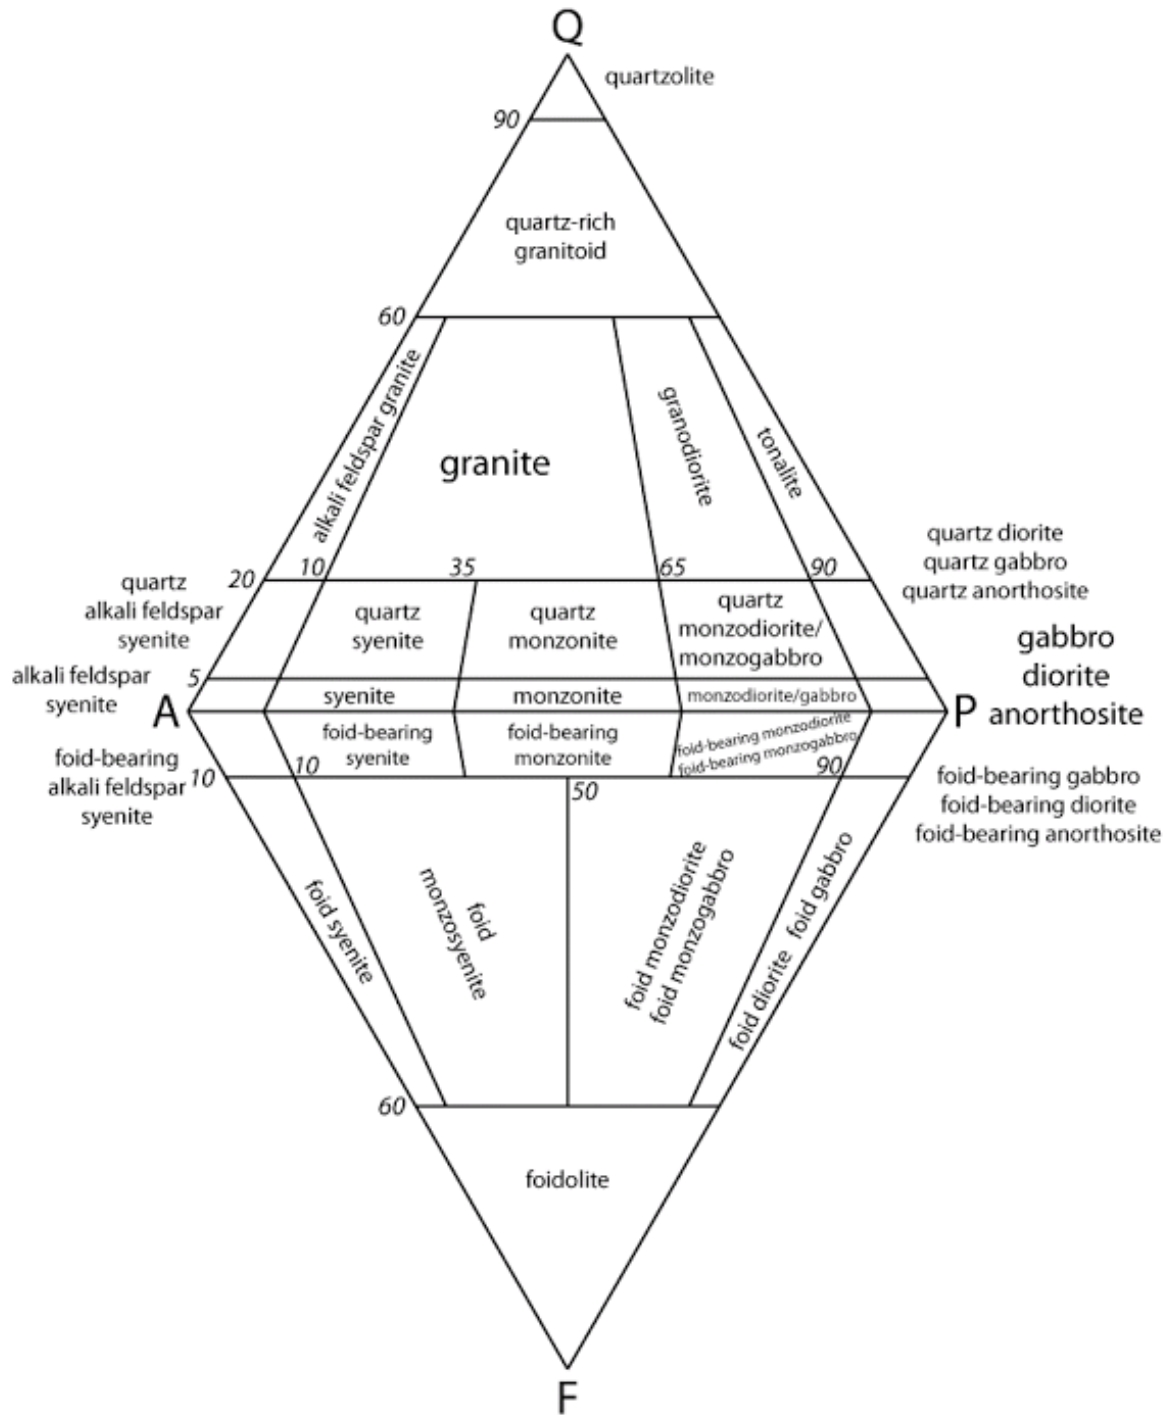 Q
quartzolite
90
quartz-rich
granitoid
60
alkali feldspar granite
granite
granodiorite
tonalite
quartz diorite
quartz gabbro
quartz anorthosite
20
10
35
65
90
quartz
alkali feldspar
syenite
quartz
syenite
quartz
monzonite
quartz
monzodiorite/
monzogabbro
gabbro
diorite
anorthosite
5
alkali feldspar
syenite
syenite
monzonite
monzodiorite/gabbro
A
P
foid-bearing
alkali feldspar
syenite
foid-bearing
syenite
foid-bearing
monzonite
foid-bearing monzodiorite
foid-bearing monzogabbro
10
10
50
90
foid-bearing gabbro
foid-bearing diorite
foid-bearing anorthosite
foid syenite
foid
monzosyenite
foid monzodiorite
foid monzogabbro
foid diorite foid gabbro
60
foidolite
F